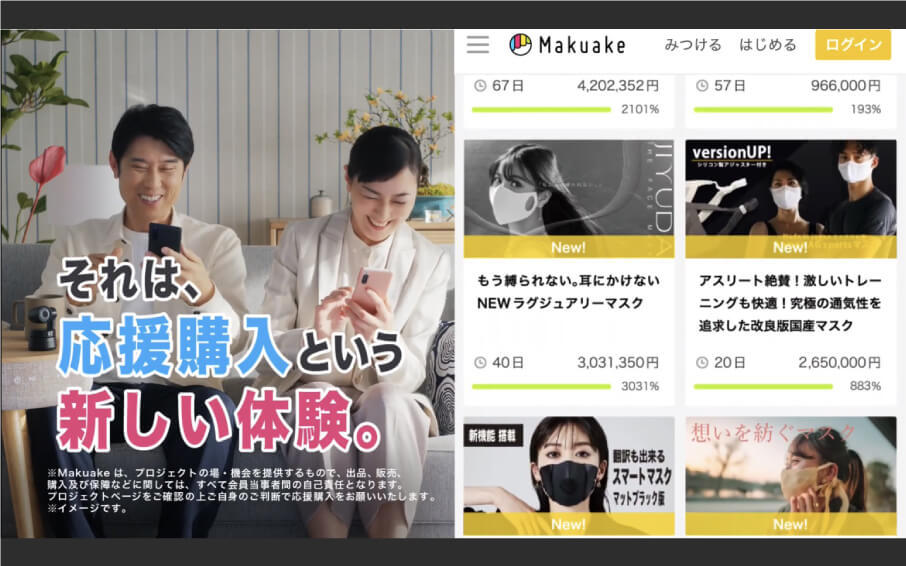 それは、
応援購入という
新しい体験。
※Makuake は、プロジェクトの場・機会を提供するもので、出品、販売、
購入及び保障などに関しては、すべて会員当事者間の自己責任となります。
プロジェクトページをご確認の上ご自身のご判断で応援購入をお願いいたします。
※イメージです。
Makuake
みつける
はじめる
ログイン
67日 4,202,352円
2101%
57日 966,000円
193%
JIYUDA
New!
もう縛られない。耳にかけない
NEWラグジュアリーマスク
40日 3,031,350円
3031%
versionUP!
シリコン製アジャスター付き
New!
アスリート絶賛！激しいトレー
ニングも快適！究極の通気性を
追求した改良版国産マスク
20日 2,650,000円
883%
新機能 搭載
翻訳も出来る
スマートマスク
マットブラック版
New!
想いを紡ぐマスク
New!